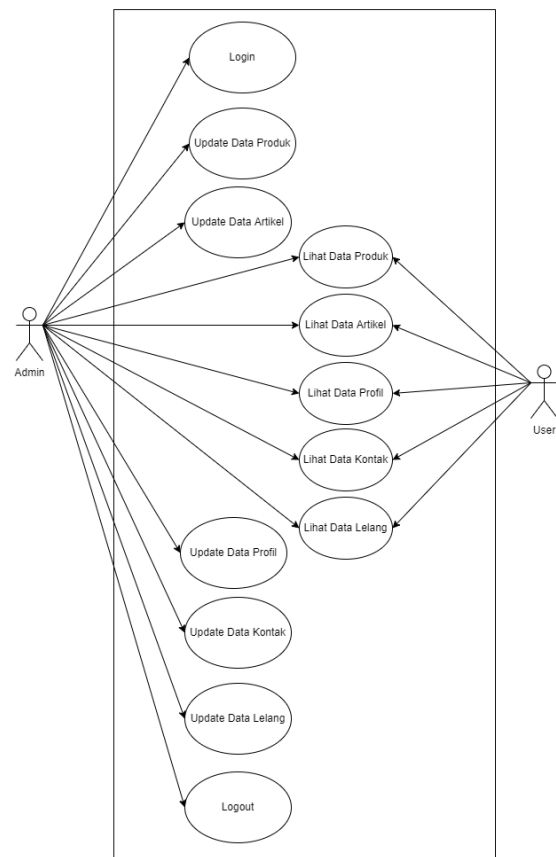 Login
Update Data Produk
Update Data Artikel
Lihat Data Produk
Lihat Data Artikel
Admin
Lihat Data Profil
User
Lihat Data Kontak
Lihat Data Lelang
Update Data Profil
Update Data Kontak
Update Data Lelang
Logout